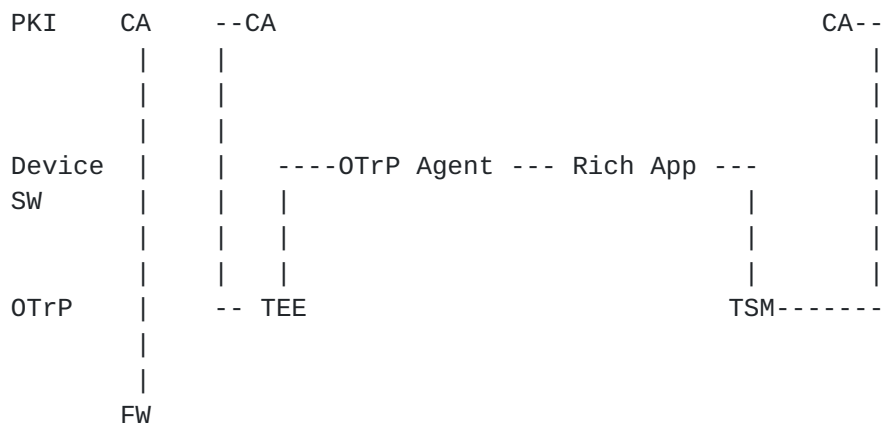 PKI CA --CA CA--
| | |
| | |
| | |
Device | | ----OTrP Agent --- Rich App --- |
SW | | | | |
| | | | |
| | | | |
OTrP | -- TEE TSM-------
|
|
FW